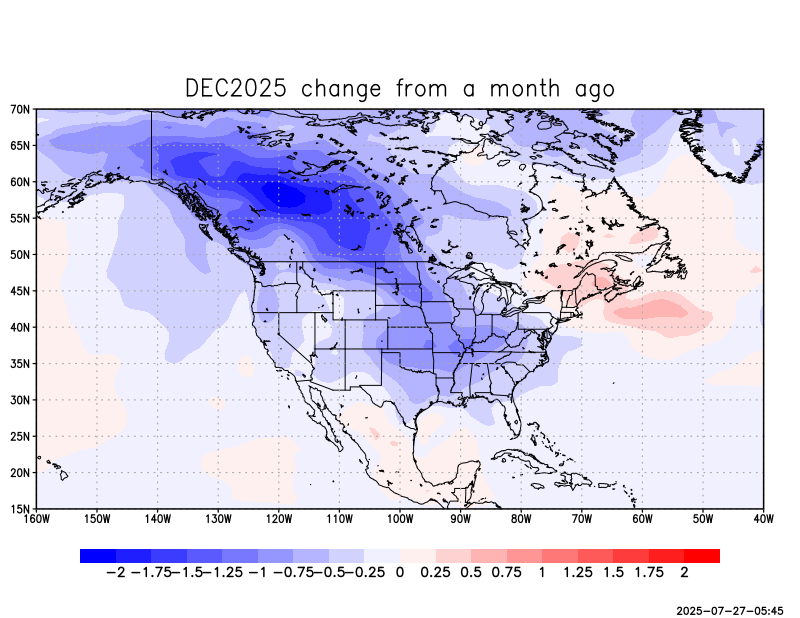 DEC2025 change from a month ago
70N
65N
60N
55N
50N
45N
40N
35N
30N
25N
20N
15N
160W 150W 140W 130W 120W 110W 100W 90W 80W 70W 60W 50W 40W
−2 −1.75 −1.5 −1.25 −1 −0.75 −0.5 −0.25 0 0.25 0.5 0.75 1 1.25 1.5 1.75 2
2025-07-27-05:45